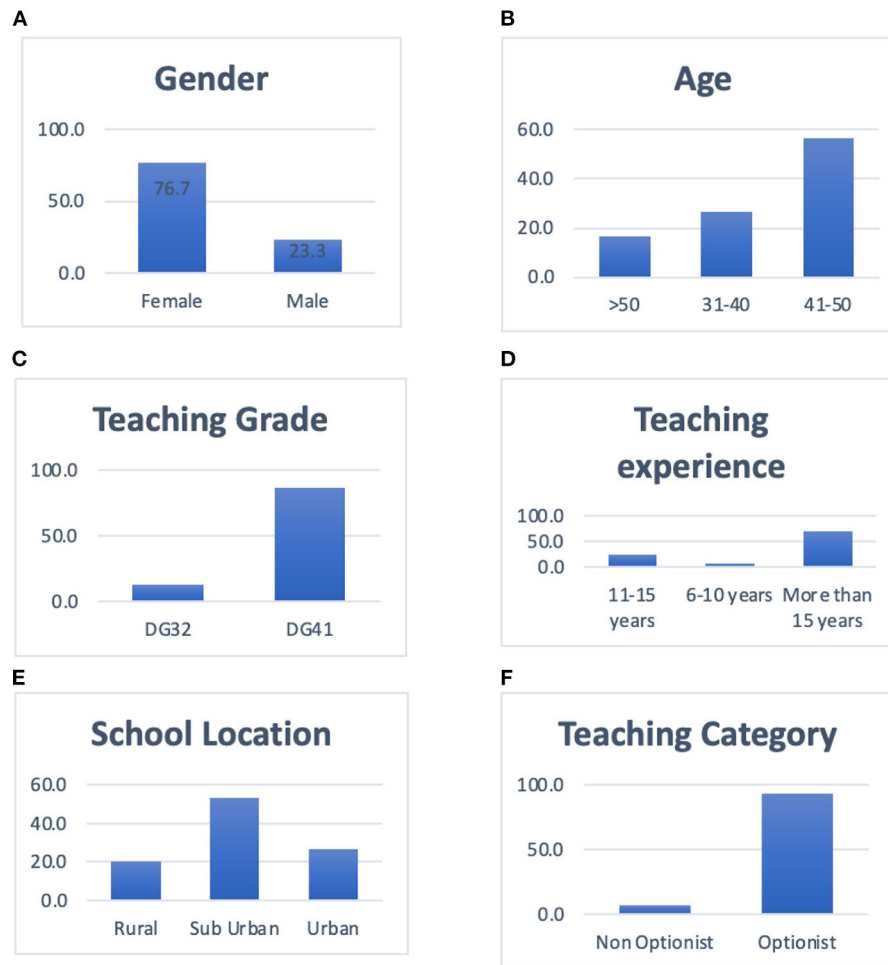 A
Gender
100.0
76.7
50.0
23.3
0.0
Female Male
B
Age
60.0
40.0
20.0
0.0
>50 31-40 41-50
C
Teaching Grade
100.0
50.0
0.0
DG32 DG41
D
Teaching
experience
100.0
50.0
0.0
11-15 6-10 years More than
years 15 years
E
School Location
60.0
40.0
20.0
0.0
Rural Sub Urban Urban
F
Teaching Category
100.0
50.0
0.0
Non Optionist Optionist